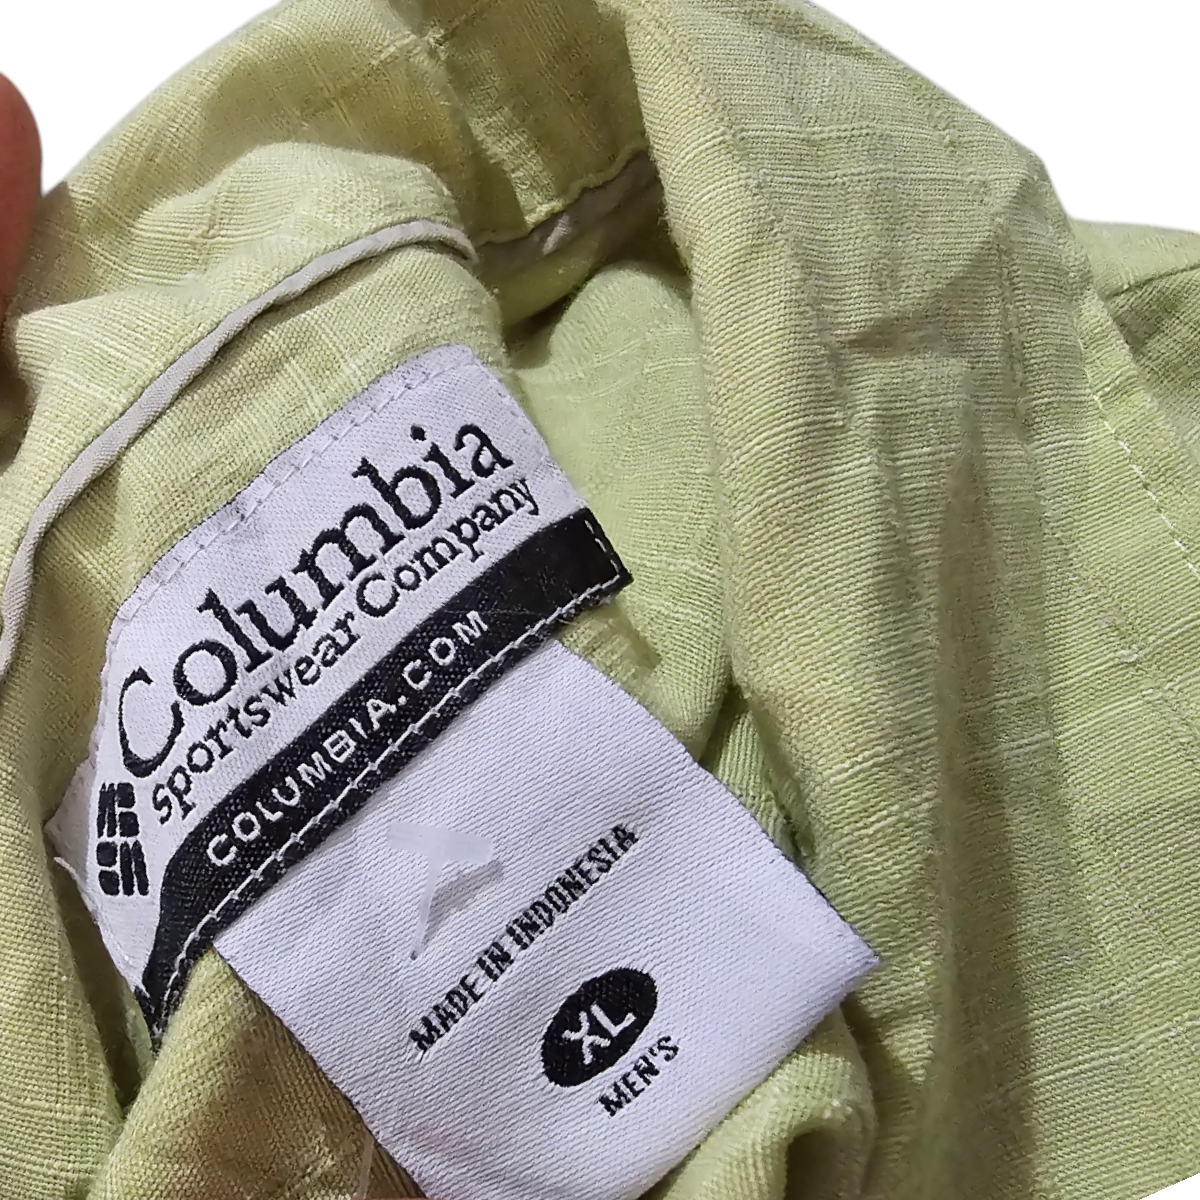 Columbia
Sportswear Company
COLUMBIA.COM
MADE IN INDONESIA
XL
MEN'S